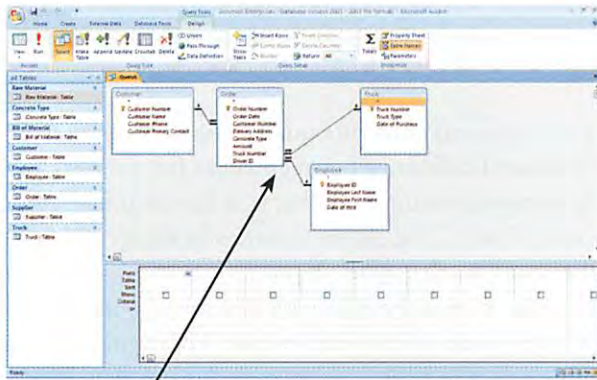 Query Tools
Home Create External Data Database Tools Design
View
Run
Select
Make Table
Append Update Crosstab Delete
Union
Pass-Through
Data Definition
Show Table
Insert Rows
Delete Rows
Builder
Insert Columns
Delete Columns
Return: All
Totals
Property Sheet
Table Names
Parameters
Results
Query Type
Query Setup
Show/Hide
All Tables
Query1
Raw Material
Raw Material : Table
Concrete Type
Concrete Type : Table
Bill of Material
Bill of Material : Table
Customer
Customer : Table
Employee
Employee : Table
Order
Order : Table
Supplier
Supplier : Table
Truck
Truck : Table
Customer
*
Customer Number
Customer Name
Customer Phone
Customer Primary Contact
Order
*
Order Number
Order Date
Customer Number
Delivery Address
Concrete Type
Amount
Truck Number
Driver ID
Truck
*
Truck Number
Truck Type
Date of Purchase
Employee
*
Employee ID
Employee Last Name
Employee First Name
Date of Hire
Field:
Table:
Sort:
Show:
Criteria:
or:
Ready